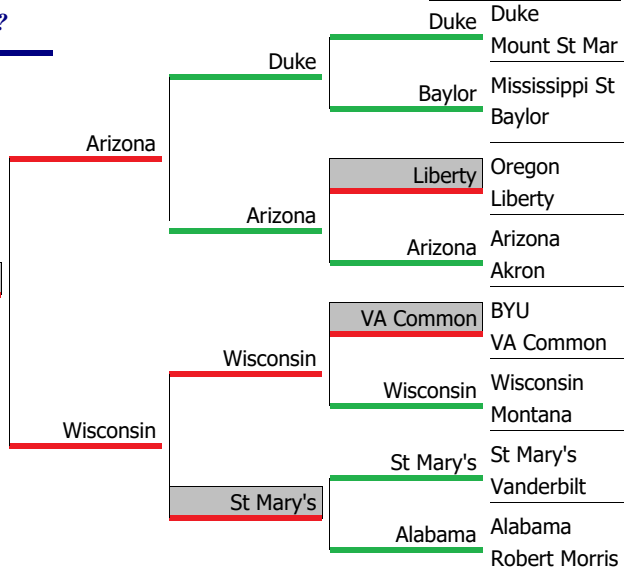 ?
Duke
Mount St Mar
Mississippi St
Baylor
Oregon
Liberty
Arizona
Akron
BYU
VA Common
Wisconsin
Montana
St Mary's
Vanderbilt
Alabama
Robert Morris
Duke
Baylor
Liberty
Arizona
VA Common
Wisconsin
St Mary's
Alabama
Duke
Arizona
Wisconsin
St Mary's
Arizona
Wisconsin